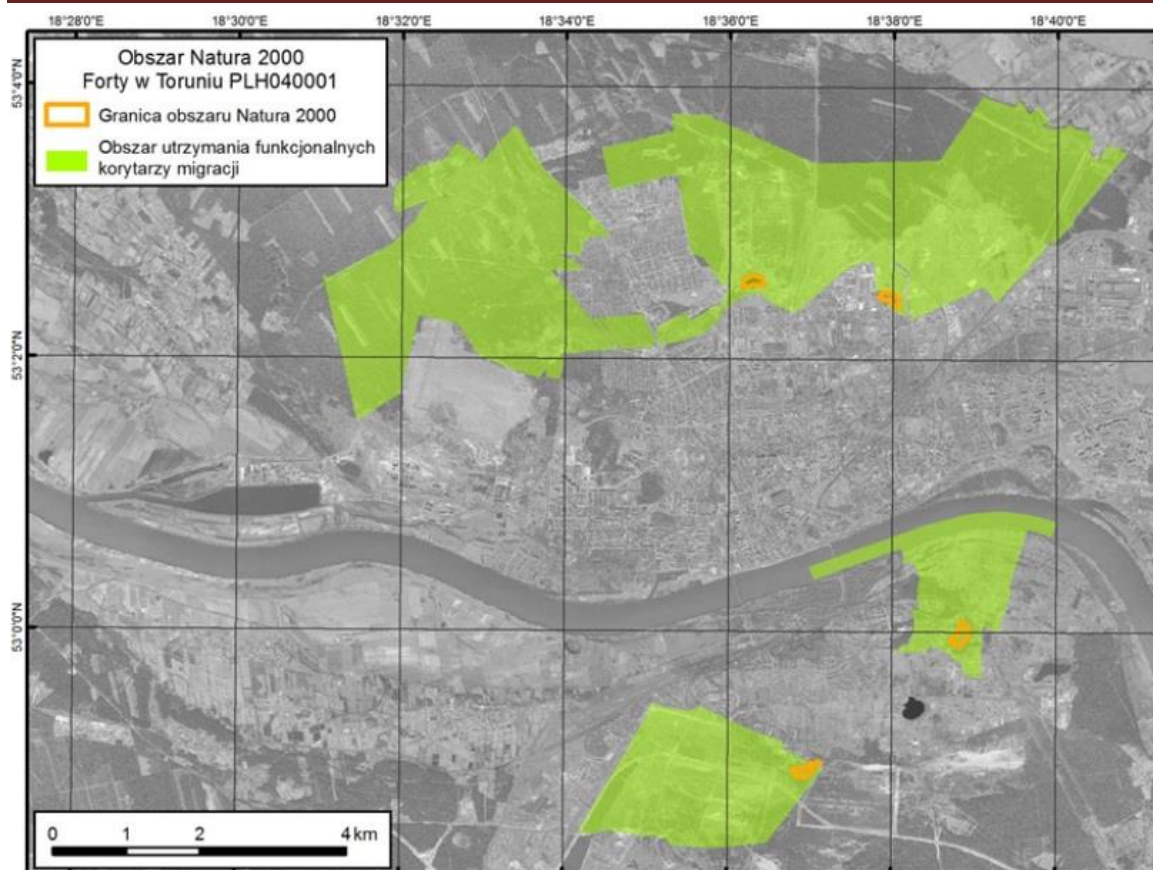 18°28'0"E 18°30'0"E 18°32'0"E 18°34'0"E 18°36'0"E 18°38'0"E 18°40'0"E
Obszar Natura 2000
Forty w Toruniu PLH040001
Granica obszaru Natura 2000
Obszar utrzymania funkcjonalnych
korytarzy migracji
53°4'0"N
53°2'0"N
53°0'0"N
0 1 2 4 km